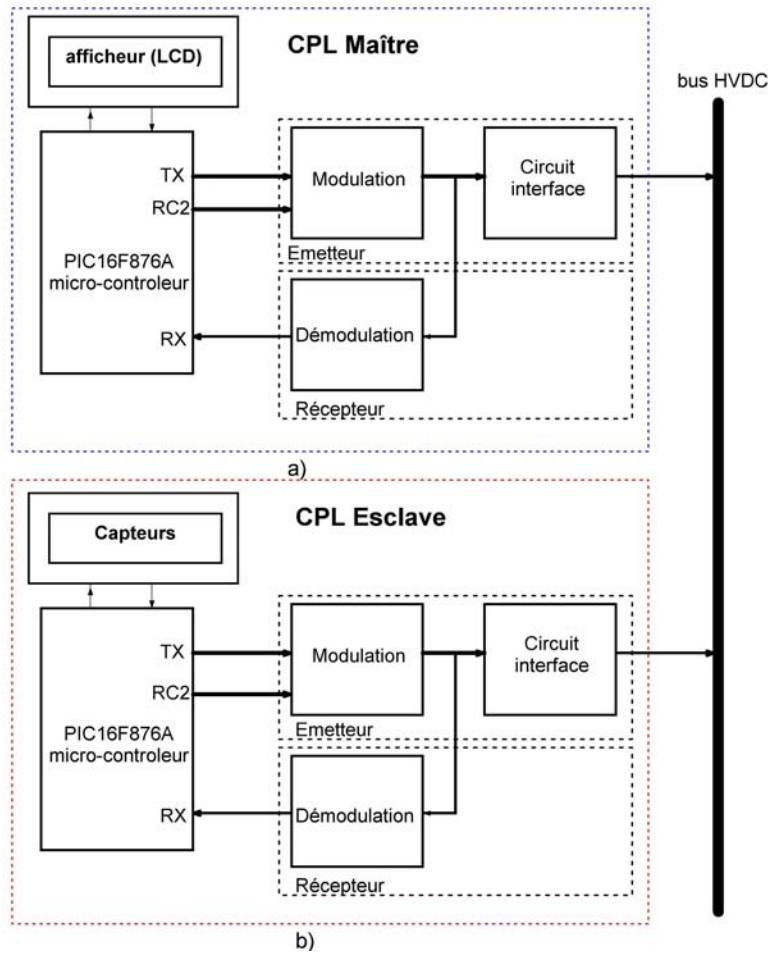 afficheur (LCD)
CPL Maître
bus HVDC
TX
RC2
PIC16F876A
micro-controleur
RX
Modulation
Circuit
interface
Emetteur
Démodulation
Récepteur
a)
Capteurs
CPL Esclave
TX
RC2
PIC16F876A
micro-controleur
RX
Modulation
Circuit
interface
Emetteur
Démodulation
Récepteur
b)